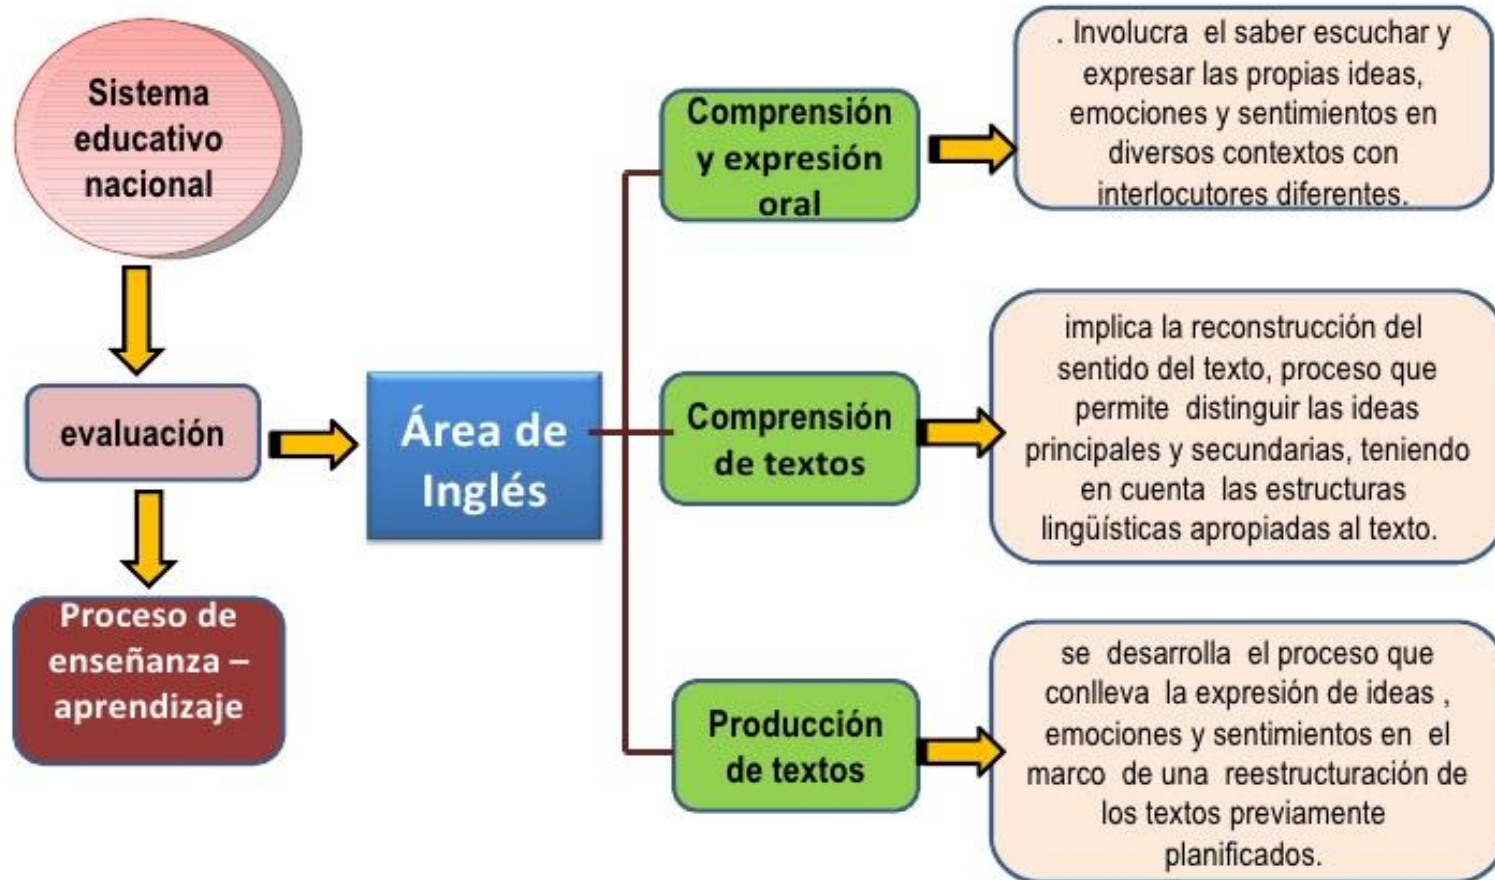 Sistema
educativo
nacional
evaluación
Proceso de
enseñanza –
aprendizaje
Área de
Inglés
Comprensión
y expresión
oral
. Involucra el saber escuchar y
expresar las propias ideas,
emociones y sentimientos en
diversos contextos con
interlocutores diferentes.
Comprensión
de textos
implica la reconstrucción del
sentido del texto, proceso que
permite distinguir las ideas
principales y secundarias, teniendo
en cuenta las estructuras
lingüísticas apropiadas al texto.
Producción
de textos
se desarrolla el proceso que
conlleva la expresión de ideas ,
emociones y sentimientos en el
marco de una reestructuración de
los textos previamente
planificados.